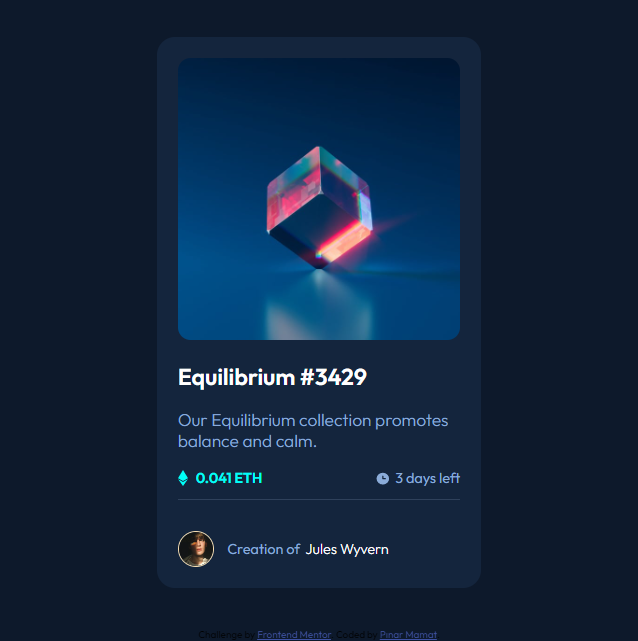 Equilibrium #3429
Our Equilibrium collection promotes
balance and calm.
0.041 ETH
3 days left
Creation of Jules Wyvern
Challenge by Frontend Mentor. Coded by Pınar Mamat